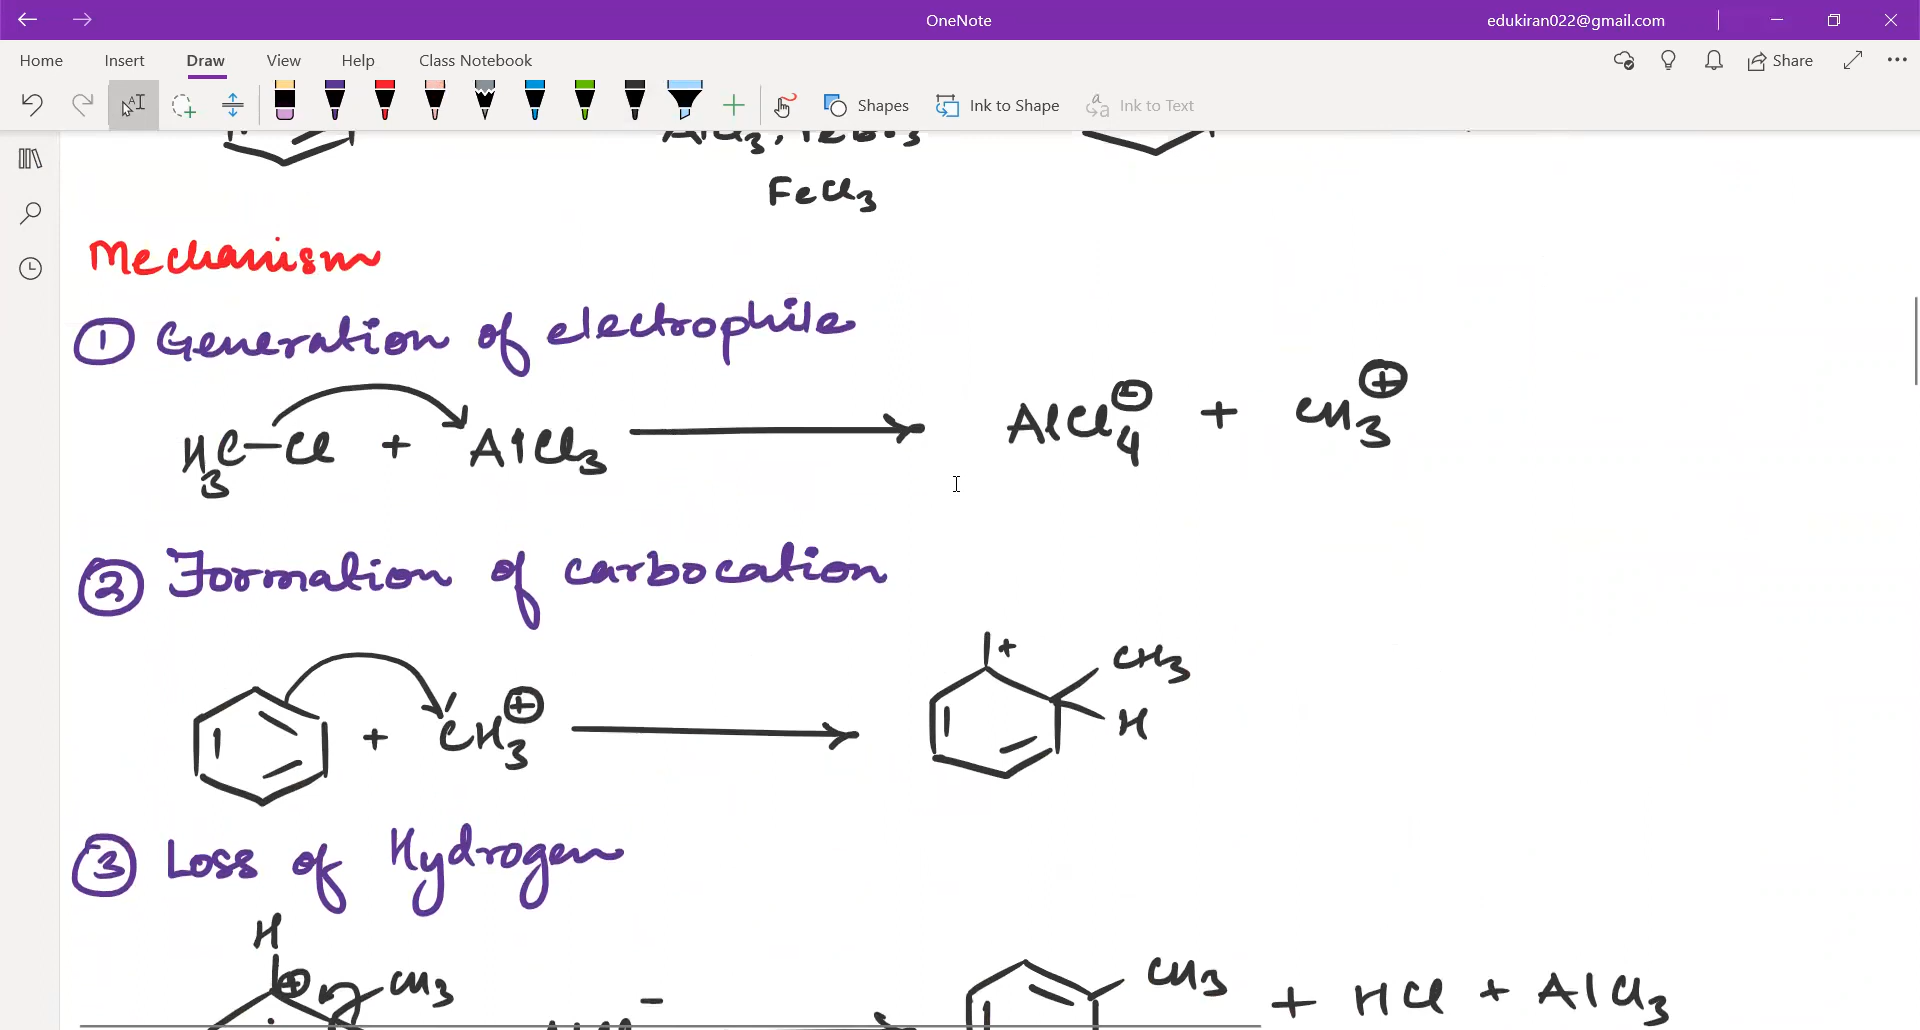 OneNote
edukiran022@gmail.com
Home Insert Draw View Help Class Notebook Share
Shapes Ink to Shape Ink to Text
AlCl3, FeBr3
FeCl3
Mechanism
1 Generation of electrophile
H3C-Cl + AlCl3 → AlCl4⊖ + CH3⊕
2 Formation of carbocation
+ CH3⊕ → + CH3
H
3 Loss of Hydrogen
H
⊕ CH3 CH3 + HCl + AlCl3